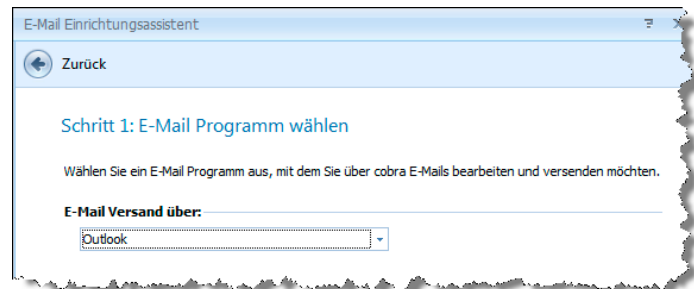 E-Mail Einrichtungsassistent
Zurück
Schritt 1: E-Mail Programm wählen
Wählen Sie ein E-Mail Programm aus, mit dem Sie über cobra E-Mails bearbeiten und versenden möchten.
E-Mail Versand über:
Outlook